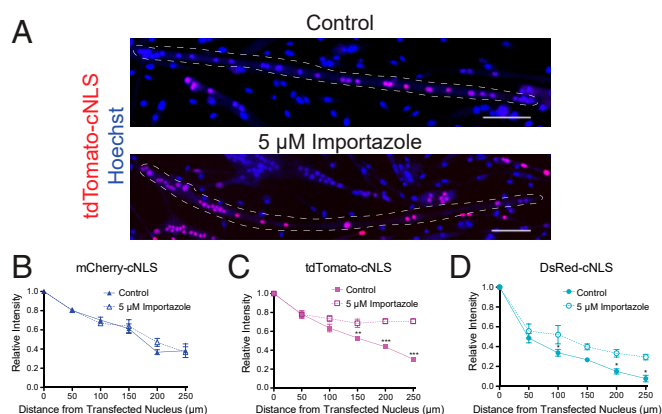 A
Control
tdTomato-cNLS
Hoechst
5 µM Importazole
B
mCherry-cNLS
Control
5 µM Importazole
Relative Intensity
1.0
0.8
0.6
0.4
0.2
0.0
0 50 100 150 200 250
Distance from Transfected Nucleus (µm)
C
tdTomato-cNLS
Control
5 µM Importazole
Relative Intensity
1.0
0.8
0.6
0.4
0.2
0.0
** *** ***
0 50 100 150 200 250
Distance from Transfected Nucleus (µm)
D
DsRed-cNLS
Control
5 µM Importazole
Relative Intensity
1.0
0.8
0.6
0.4
0.2
0.0
* * *
0 50 100 150 200 250
Distance from Transfected Nucleus (µm)